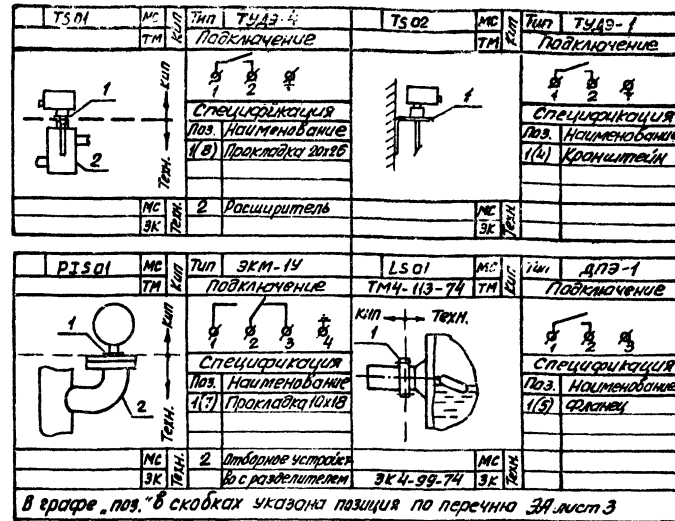 TS01 МС КИП Тип ТУДЭ-4
ТМ Подключение
КИП
1 2
1
Спецификация
Поз. Наименование
1(8) Прокладка 20х26
2
Техн.
МС Техн. 2 Расширитель
ЭК
TS02 МС КИП Тип ТУДЭ-1
ТМ Подключение
1 2
1
Спецификация
Поз. Наименование
1(4) Кронштейн
МС Техн.
ЭК
PIS01 МС КИП Тип ЭКМ-1У
ТМ Подключение
КИП
1
1 2 3 4
Спецификация
Поз. Наименование
1(7) Прокладка 10х18
2
Техн.
МС Техн. 2 Отборное устройст-
ЭК во с разделителем
LS01 МС КИП Тип ДПЭ-1
ТМ4-113-74 ТМ Подключение
КИП Техн.
1
1 2 3
Спецификация
Поз. Наименование
1(5) Фланец
МС Техн.
ЭК4-99-74 ЭК
В графе „поз.“ в скобках указана позиция по перечню ЭА лист 3